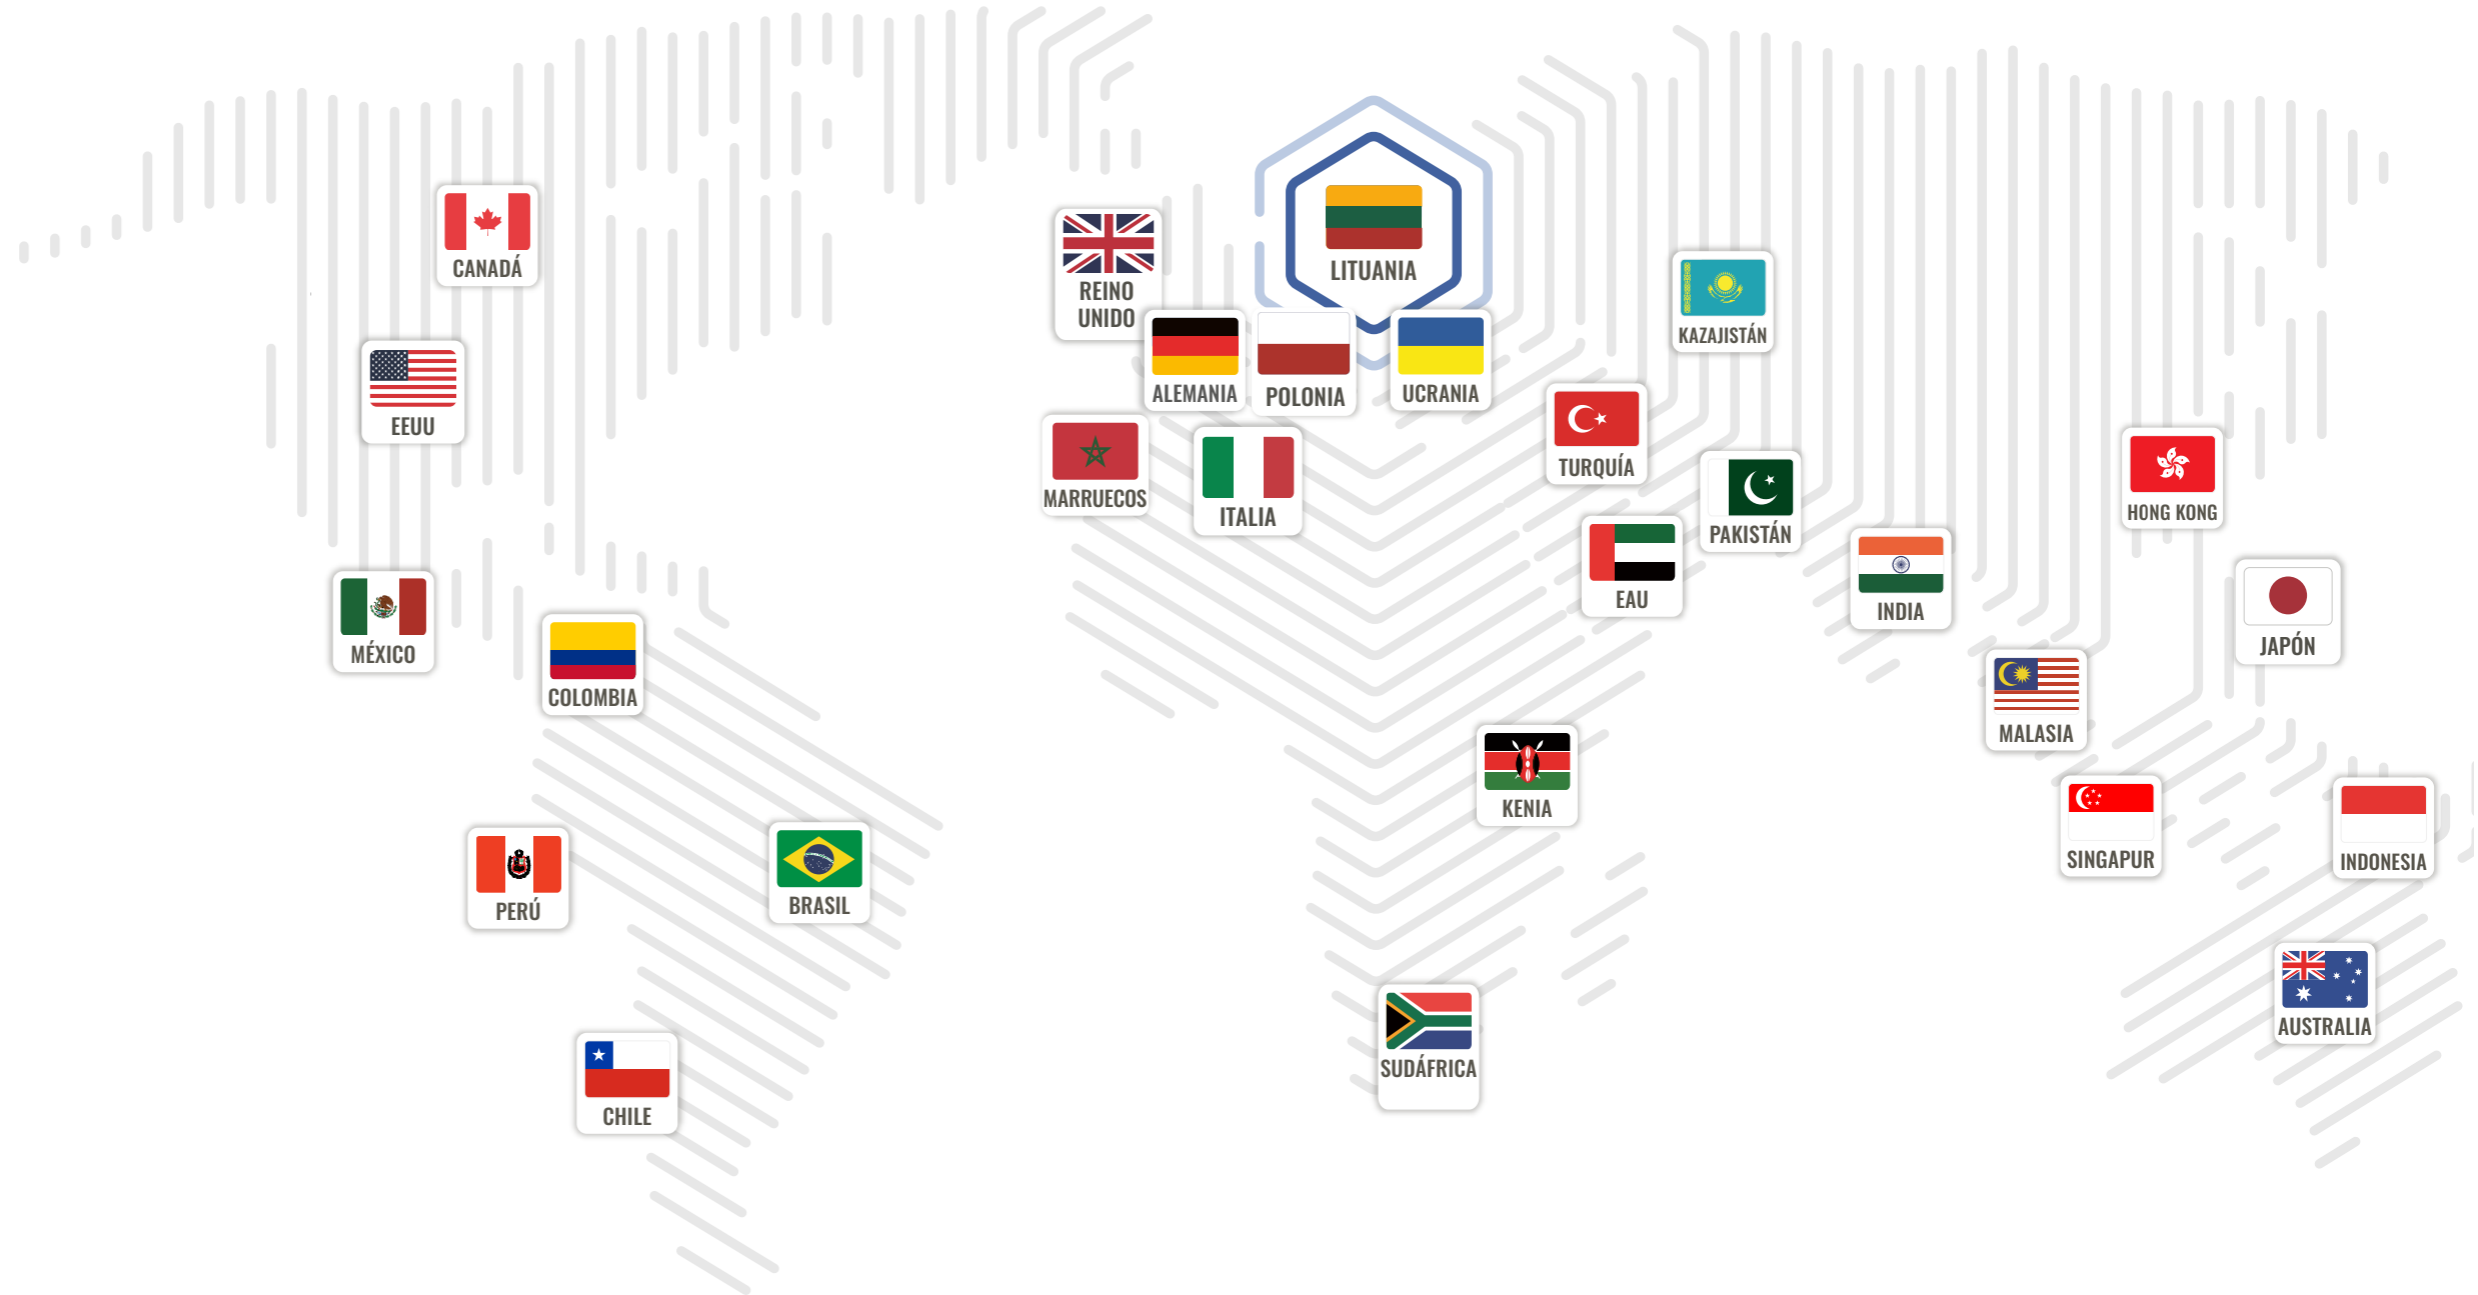 CANADÁ
LITUANIA
REINO
UNIDO
KAZAJISTÁN
ALEMANIA
POLONIA
UCRANIA
EEUU
TURQUÍA
MARRUECOS
ITALIA
PAKISTÁN
HONG KONG
EAU
INDIA
MÉXICO
JAPÓN
COLOMBIA
MALASIA
KENIA
SINGAPUR
INDONESIA
PERÚ
BRASIL
AUSTRALIA
SUDÁFRICA
CHILE